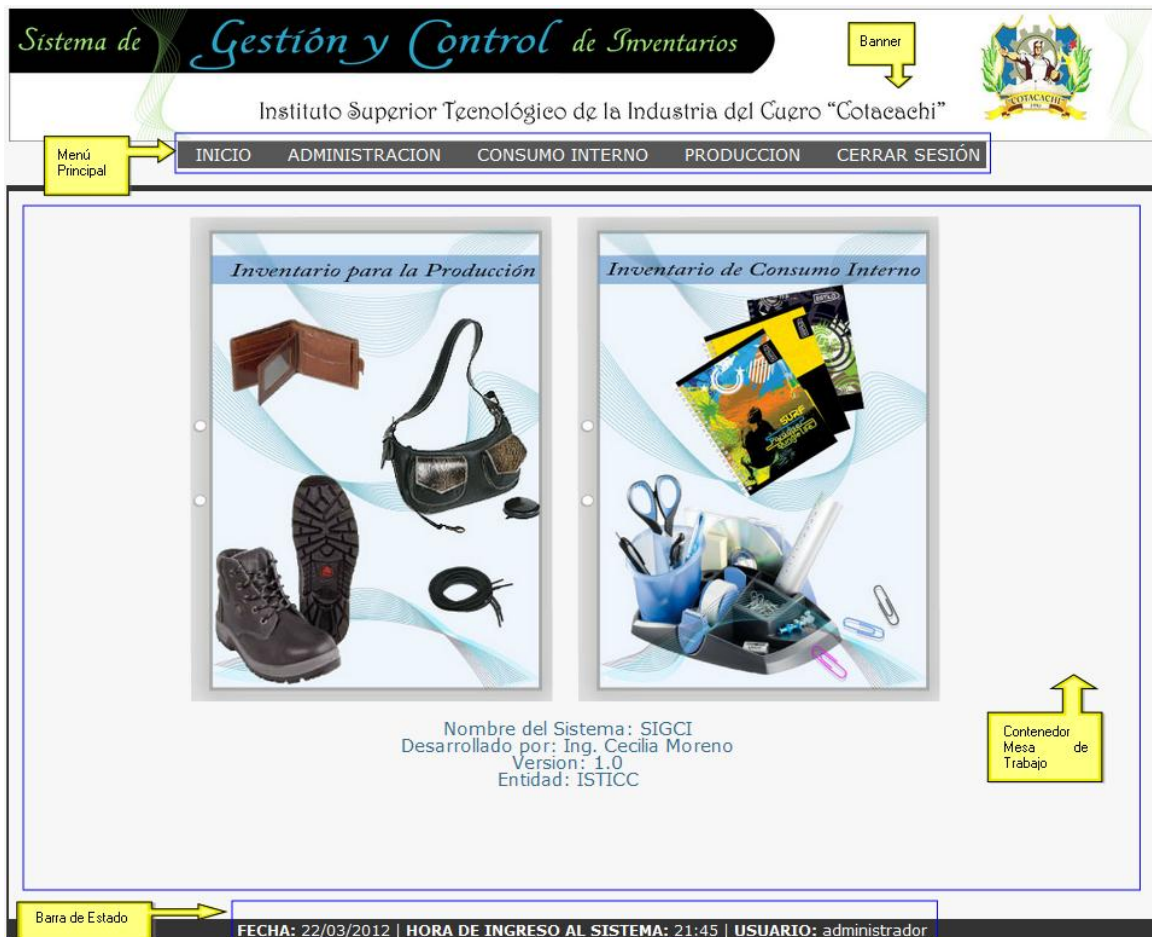 Sistema de Gestión y Control de Inventarios
Banner
COTACACHI
Instituto Superior Tecnológico de la Industria del Cuero "Cotacachi"
Menú
Principal
INICIO ADMINISTRACION CONSUMO INTERNO PRODUCCION CERRAR SESIÓN
Inventario para la Producción
Inventario de Consumo Interno
ESTILO
SURF
Nombre del Sistema: SIGCI
Desarrollado por: Ing. Cecilia Moreno
Version: 1.0
Entidad: ISTICC
Contenedor
Mesa de
Trabajo
Barra de Estado
FECHA: 22/03/2012 | HORA DE INGRESO AL SISTEMA: 21:45 | USUARIO: administrador